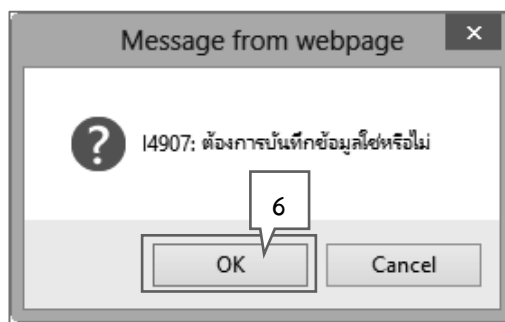 Message from webpage
I4907: ต้องการบันทึกข้อมูลใช่หรือไม่
6
OK
Cancel